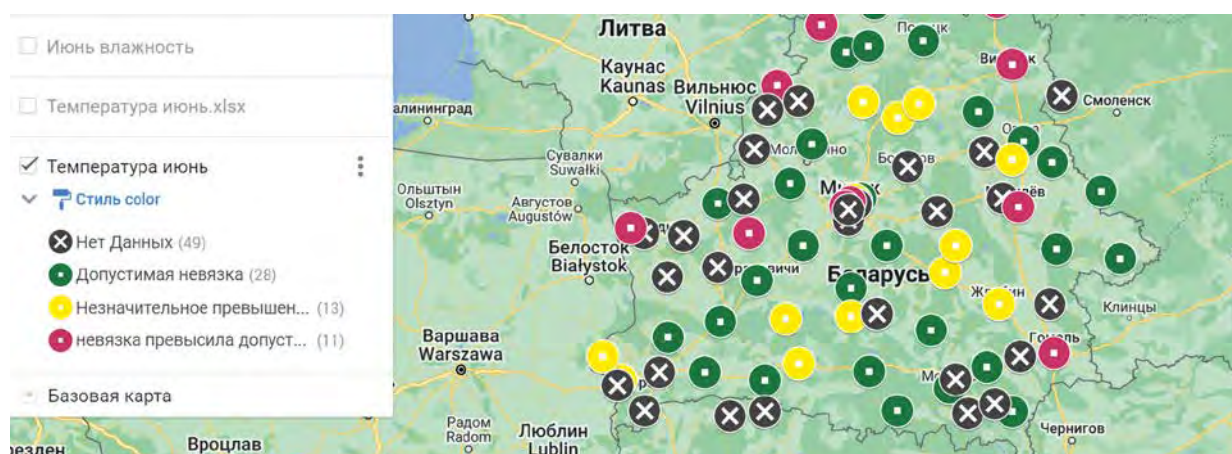 Июнь влажность
Температура июнь.xlsx
Температура июнь
Стиль color
Нет Данных (49)
Допустимая невязка (28)
Незначительное превышен... (13)
невязка превысила допуст... (11)
Базовая карта
Литва
Каунас
Kaunas
Вильнюс
Vilnius
алининград
Смоленск
Сувалки
Suwałki
Ольштын
Olsztyn
Августов
Augustów
Белосток
Białystok
Беларусь
Клинцы
Варшава
Warszawa
Гомель
Радом
Radom
Люблин
Lublin
Чернигов
Вроцлав